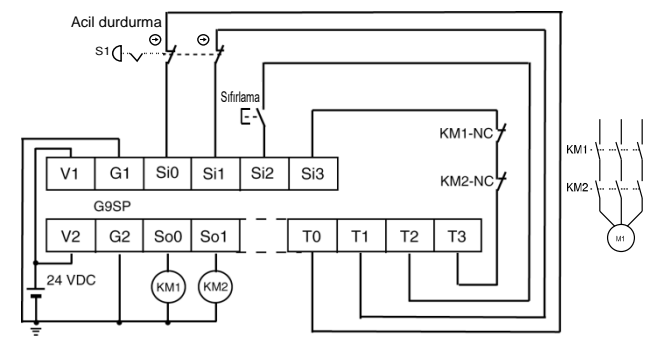 Acil durdurma
S1
Sıfırlama
KM1-NC
KM2-NC
KM1
KM2
M1
V1 G1 Si0 Si1 Si2 Si3
G9SP
V2 G2 So0 So1 T0 T1 T2 T3
24 VDC
KM1 KM2